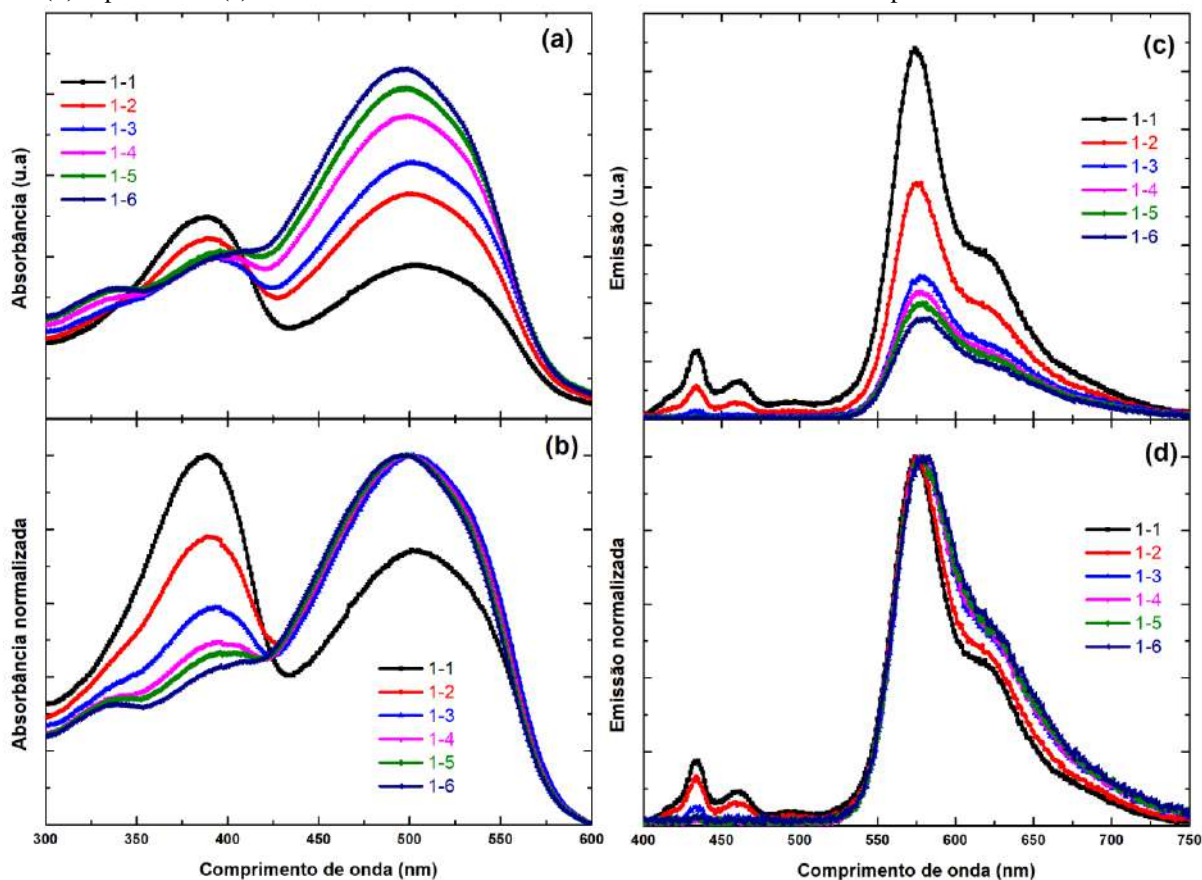 (a)
1-1
1-2
1-3
1-4
1-5
1-6
Absorbância (u.a)
(c)
1-1
1-2
1-3
1-4
1-5
1-6
Emissão (u.a)
(b)
1-1
1-2
1-3
1-4
1-5
1-6
Absorbância normalizada
300 350 400 450 500 550 600
Comprimento de onda (nm)
(d)
1-1
1-2
1-3
1-4
1-5
1-6
Emissão normalizada
400 450 500 550 600 650 700 750
Comprimento de onda (nm)